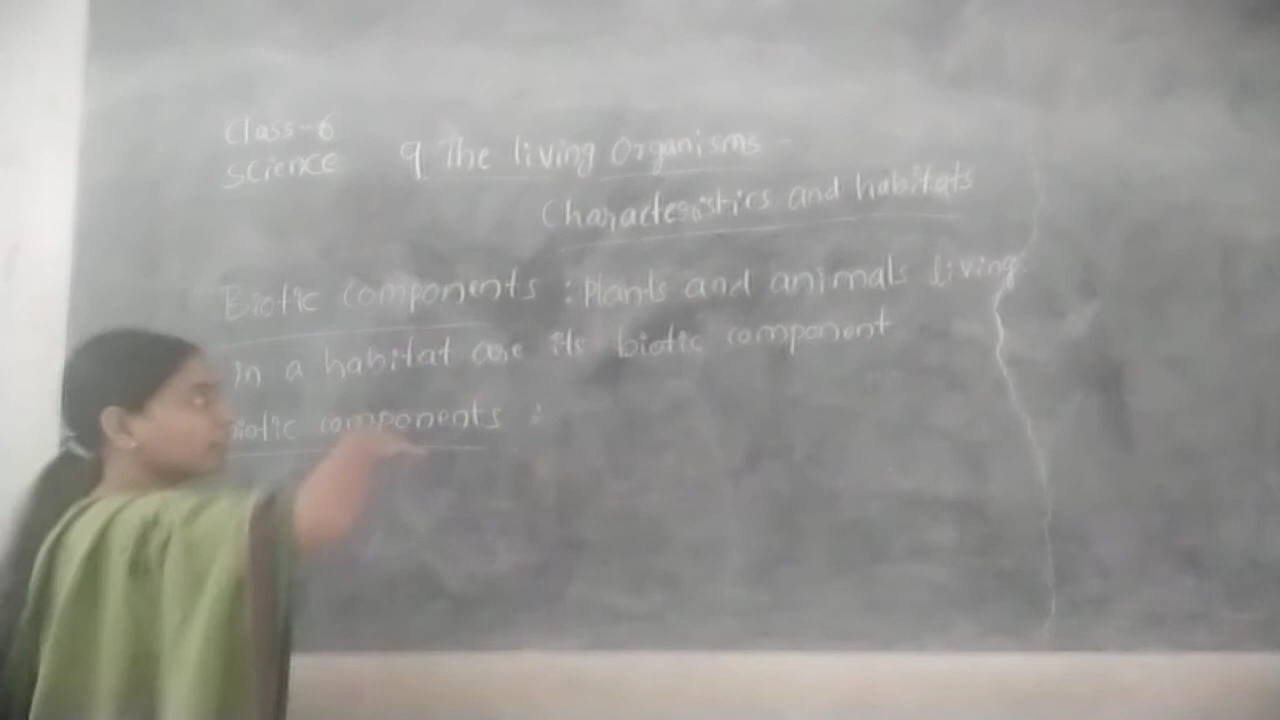 Class-6
Science
9 The living Organisms -
Characteristics and habitats
Biotic components : Plants and animals living
in a habitat are its biotic component
iotic components :